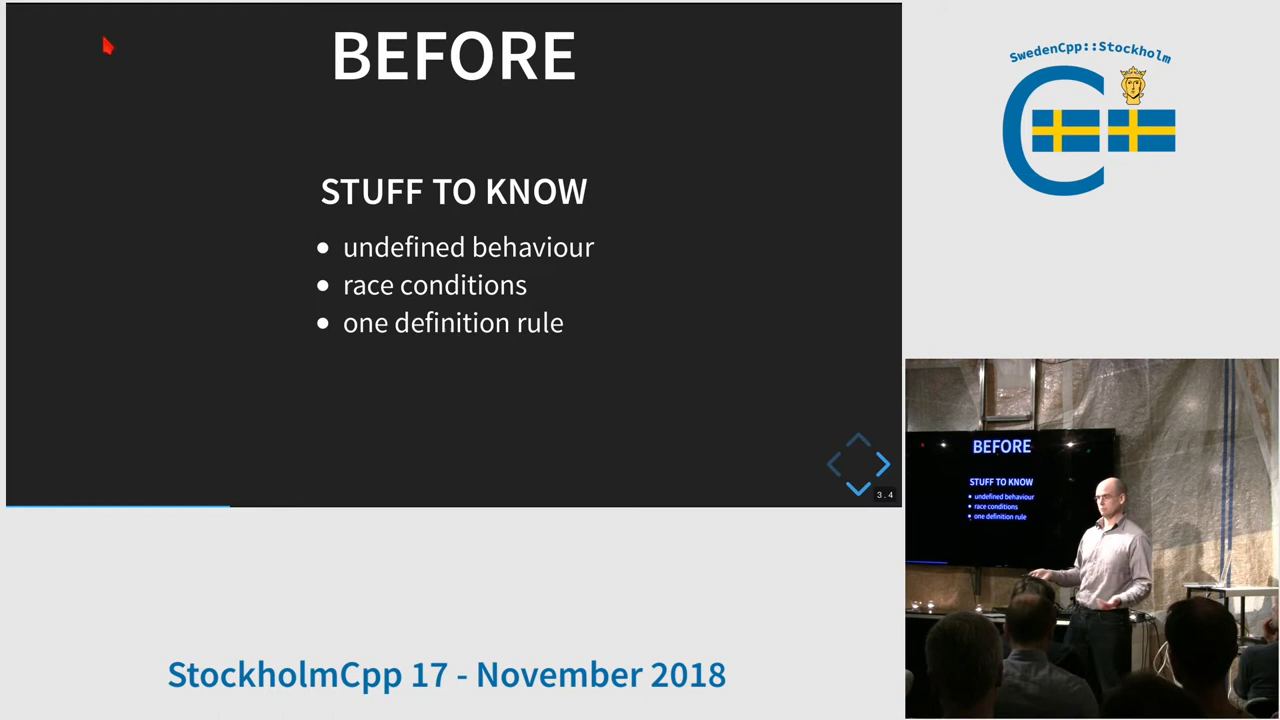 BEFORE
STUFF TO KNOW
• undefined behaviour
• race conditions
• one definition rule
3.4
SwedenCpp::Stockholm
C
BEFORE
STUFF TO KNOW
• undefined behaviour
• race conditions
• one definition rule
StockholmCpp 17 - November 2018